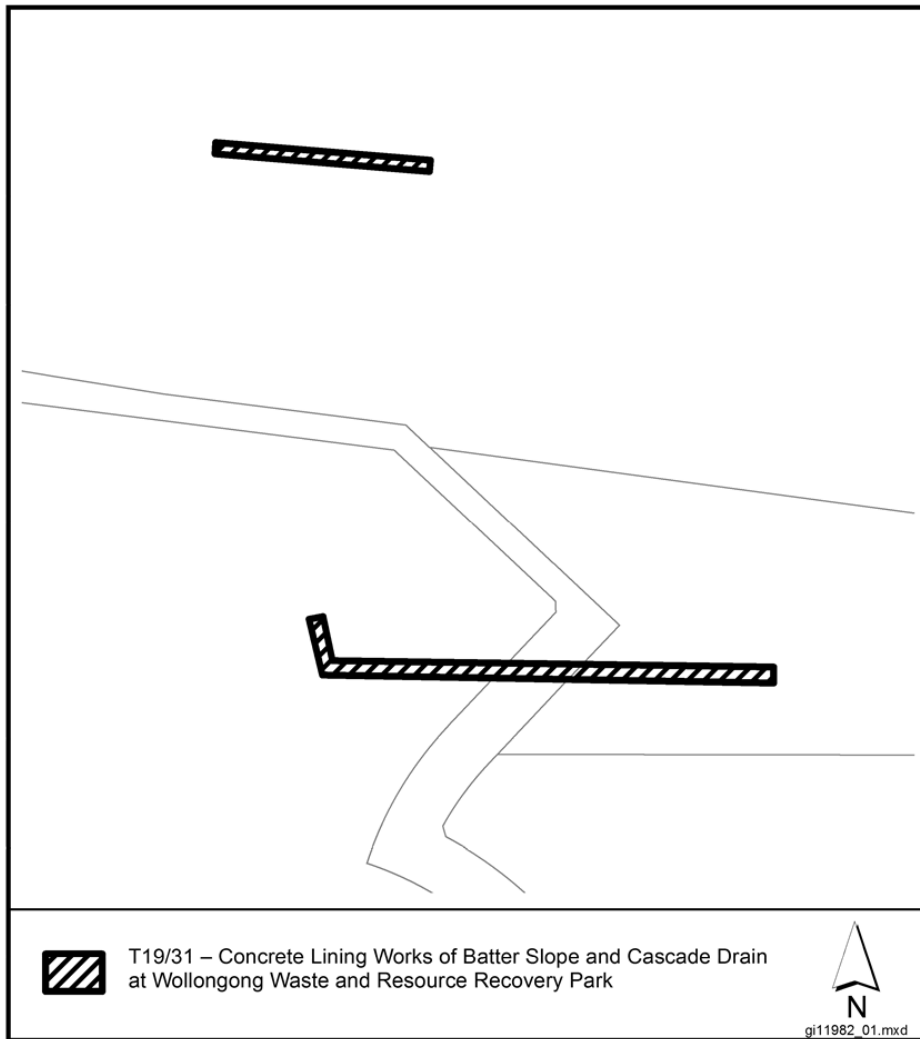 T19/31 – Concrete Lining Works of Batter Slope and Cascade Drain
at Wollongong Waste and Resource Recovery Park
N
gi11982_01.mxd